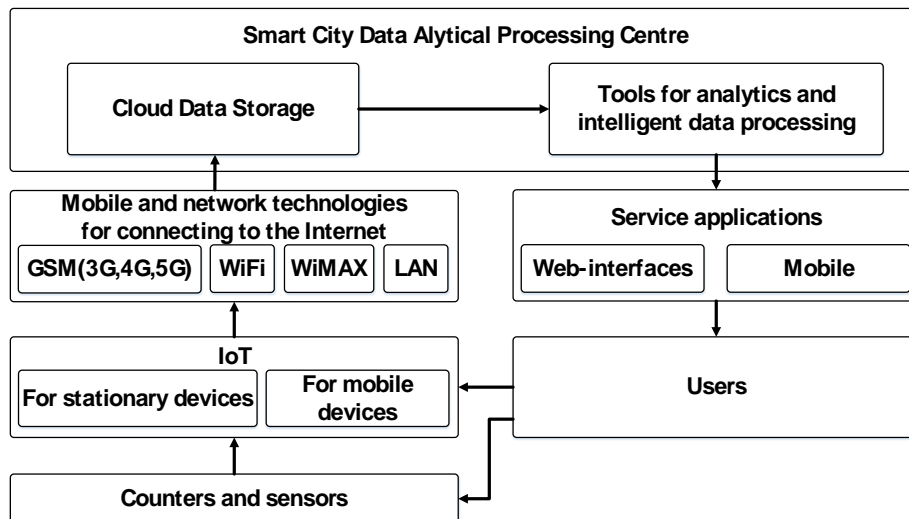 Smart City Data Alytical Processing Centre
Cloud Data Storage
Tools for analytics and
intelligent data processing
Mobile and network technologies
for connecting to the Internet
GSM(3G,4G,5G)
WiFi
WiMAX
LAN
Service applications
Web-interfaces
Mobile
IoT
For stationary devices
For mobile
devices
Users
Counters and sensors